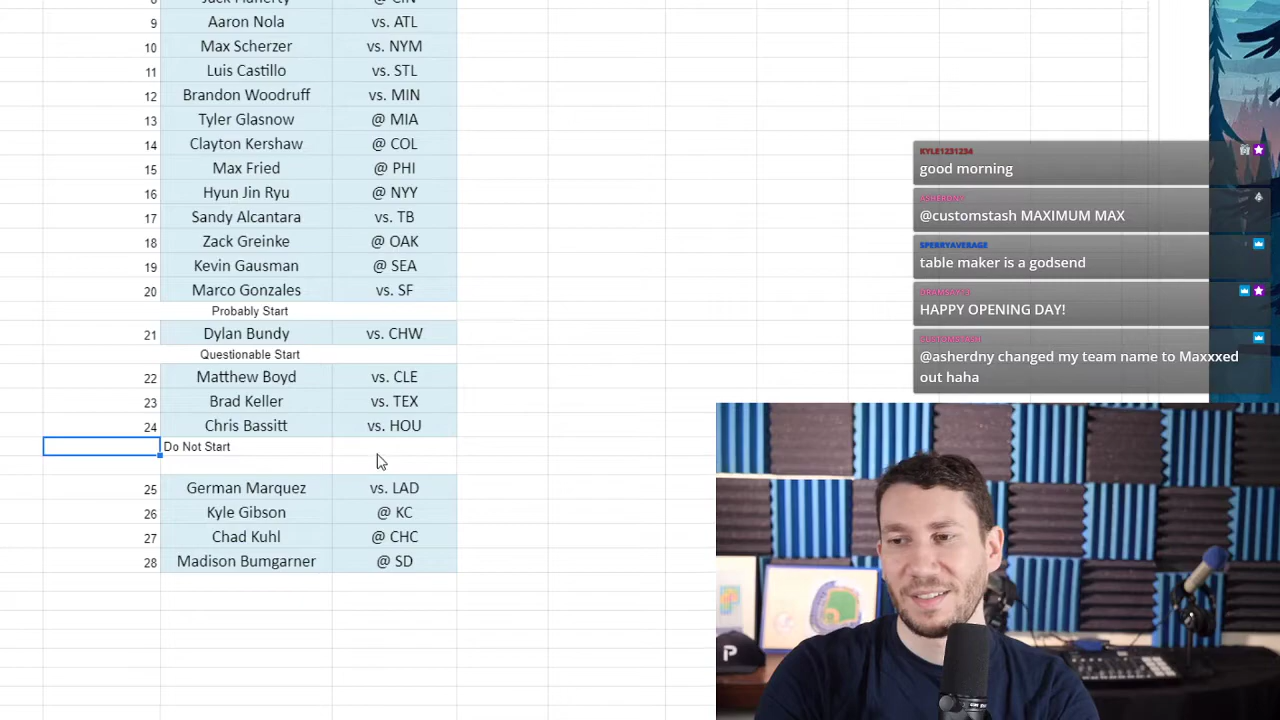 9 Aaron Nola vs. ATL
10 Max Scherzer vs. NYM
11 Luis Castillo vs. STL
12 Brandon Woodruff vs. MIN
13 Tyler Glasnow @ MIA
14 Clayton Kershaw @ COL
15 Max Fried @ PHI
16 Hyun Jin Ryu @ NYY
17 Sandy Alcantara vs. TB
18 Zack Greinke @ OAK
19 Kevin Gausman @ SEA
20 Marco Gonzales vs. SF
Probably Start
21 Dylan Bundy vs. CHW
Questionable Start
22 Matthew Boyd vs. CLE
23 Brad Keller vs. TEX
24 Chris Bassitt vs. HOU
Do Not Start
25 German Marquez vs. LAD
26 Kyle Gibson @ KC
27 Chad Kuhl @ CHC
28 Madison Bumgarner @ SD
KYLE1231234
good morning
ASHERDNY
@customstash MAXIMUM MAX
SPERRYAVERAGE
table maker is a godsend
HAPPY OPENING DAY!
CUSTOMSTASH
@asherdny changed my team name to Maxxxed
out haha
P